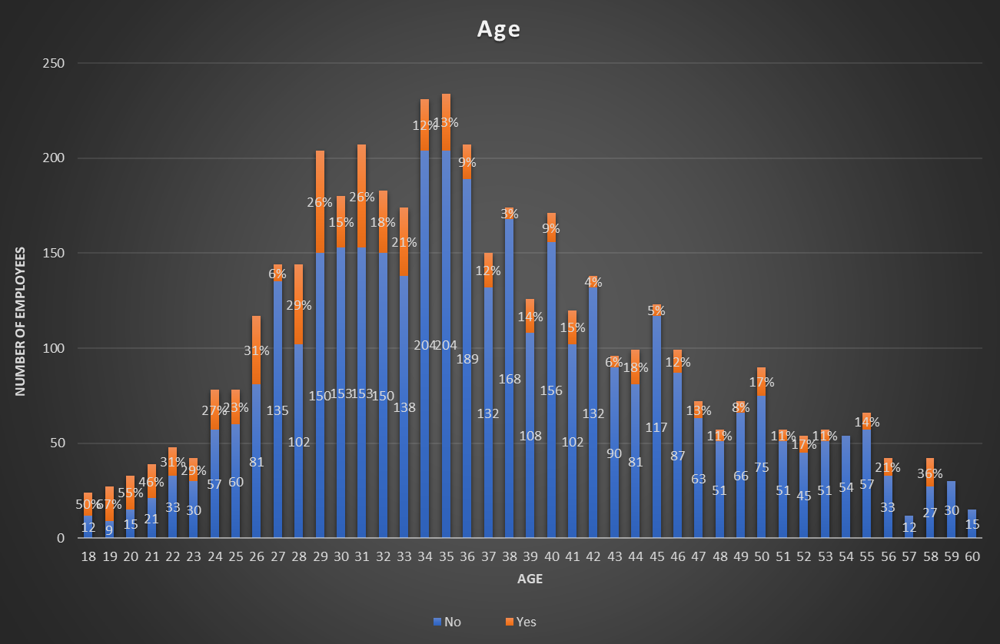 Age
250
200
150
100
50
0
NUMBER OF EMPLOYEES
50% 67% 55% 46% 31% 29% 27% 23% 31% 6% 29% 26% 15% 26% 18% 21% 12% 13% 9% 12% 3% 14% 9% 15% 4% 6% 18% 5% 12% 13% 11% 8% 17% 11% 17% 11% 14% 21% 36%
12 9 15 21 33 30 57 60 81 135 102 150 153 153 150 138 204 204 189 132 168 108 156 102 132 90 81 117 87 63 51 66 75 51 45 51 54 57 33 12 27 30 15
18 19 20 21 22 23 24 25 26 27 28 29 30 31 32 33 34 35 36 37 38 39 40 41 42 43 44 45 46 47 48 49 50 51 52 53 54 55 56 57 58 59 60
AGE
No Yes